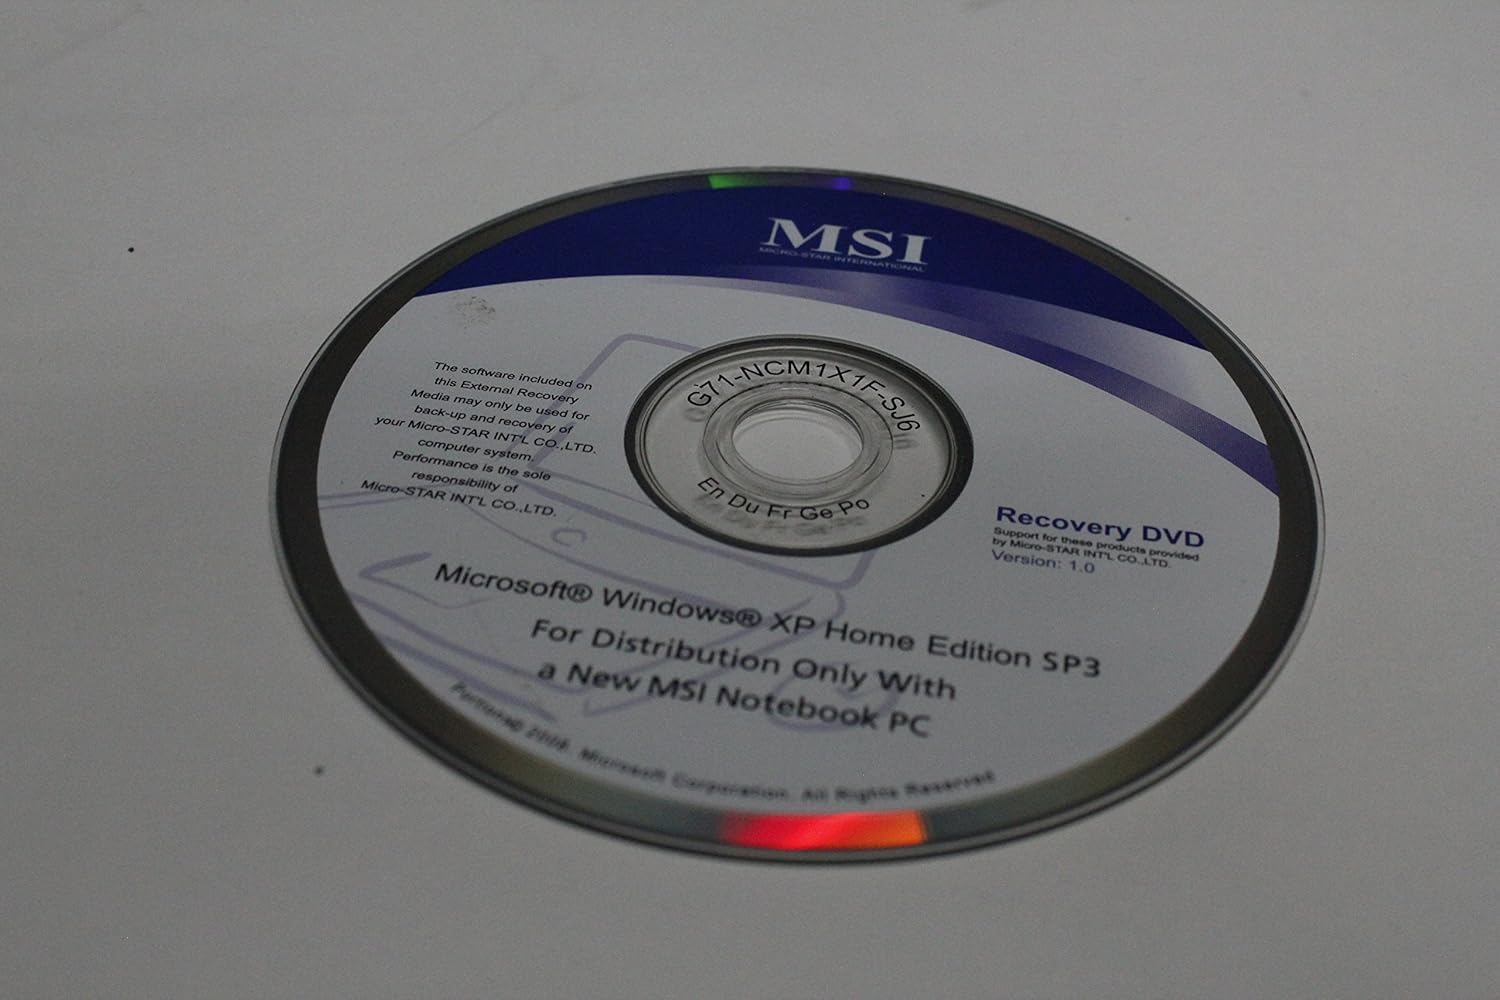 MSI
MICRO-STAR INTERNATIONAL
G71-NCM1X1F-SJ6
En Du Fr Ge Po
The software included on
this External Recovery
Media may only be used for
back-up and recovery of
your Micro-STAR INT'L CO.,LTD.
computer system.
Performance is the sole
responsibility of
Micro-STAR INT'L CO.,LTD.
Recovery DVD
Support for these products provided
by Micro-STAR INT'L CO.,LTD.
Version: 1.0
Microsoft® Windows® XP Home Edition SP3
For Distribution Only With
a New MSI Notebook PC
Portions© 2008. Microsoft Corporation. All Rights Reserved